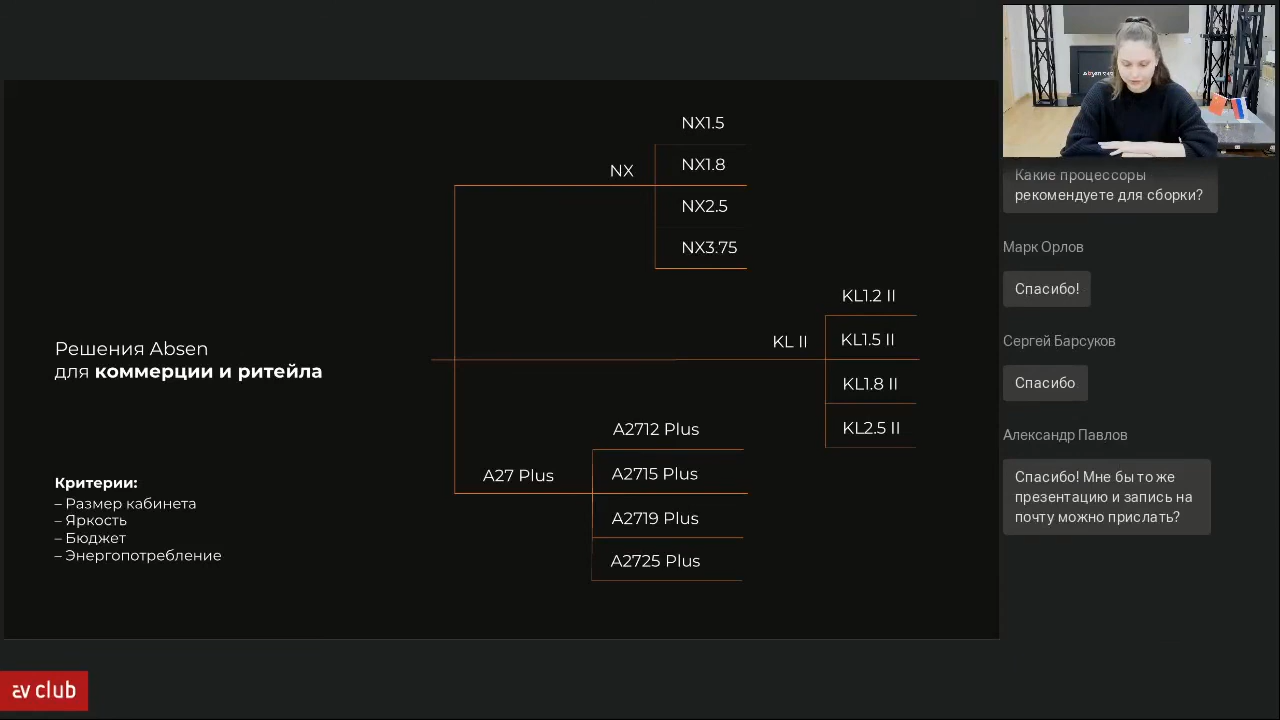 NX1.5
NX
NX1.8
NX2.5
NX3.75
KL1.2 II
KL II
KL1.5 II
KL1.8 II
KL2.5 II
Решения Absen
для коммерции и ритейла
A2712 Plus
A27 Plus
A2715 Plus
A2719 Plus
A2725 Plus
Критерии:
– Размер кабинета
– Яркость
– Бюджет
– Энергопотребление
Какие процессоры
рекомендуете для сборки?
Марк Орлов
Спасибо!
Сергей Барсуков
Спасибо
Александр Павлов
Спасибо! Мне бы то же
презентацию и запись на
почту можно прислать?
av club